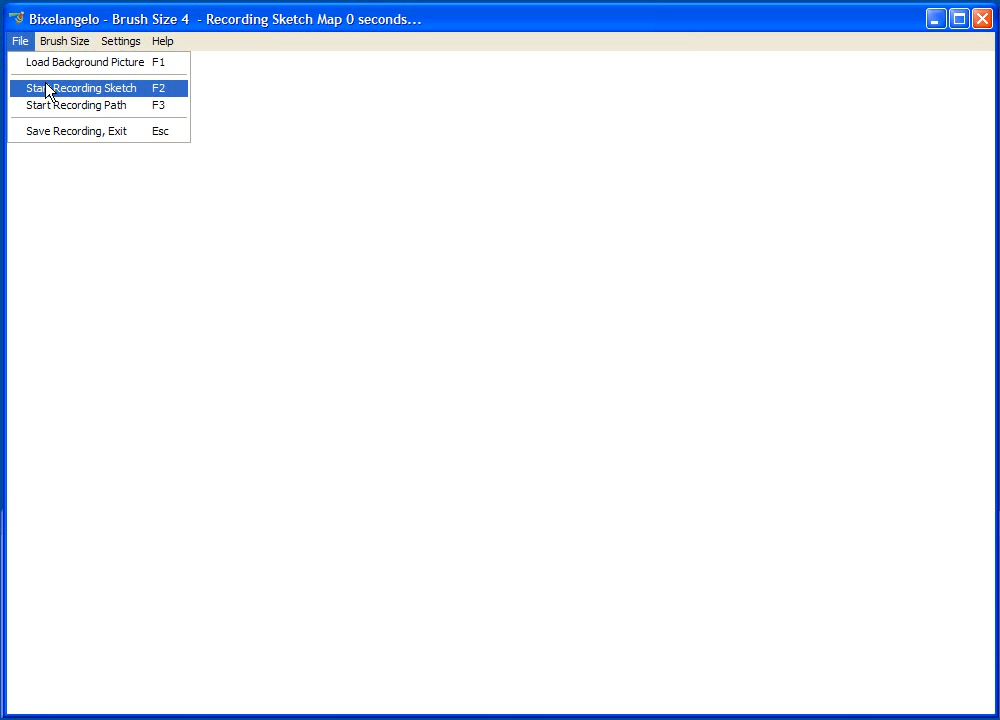 Bixelangelo - Brush Size 4 - Recording Sketch Map 0 seconds...
File Brush Size Settings Help
Load Background Picture F1
Start Recording Sketch F2
Start Recording Path F3
Save Recording, Exit Esc